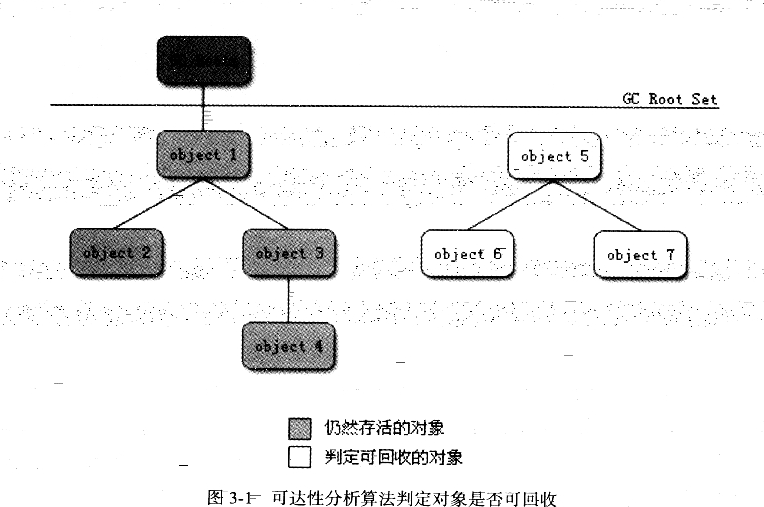 GC Root Set
object 1
object 5
object 2
object 3
object 6
object 7
object 4
仍然存活的对象
判定可回收的对象
图 3-1 可达性分析算法判定对象是否可回收